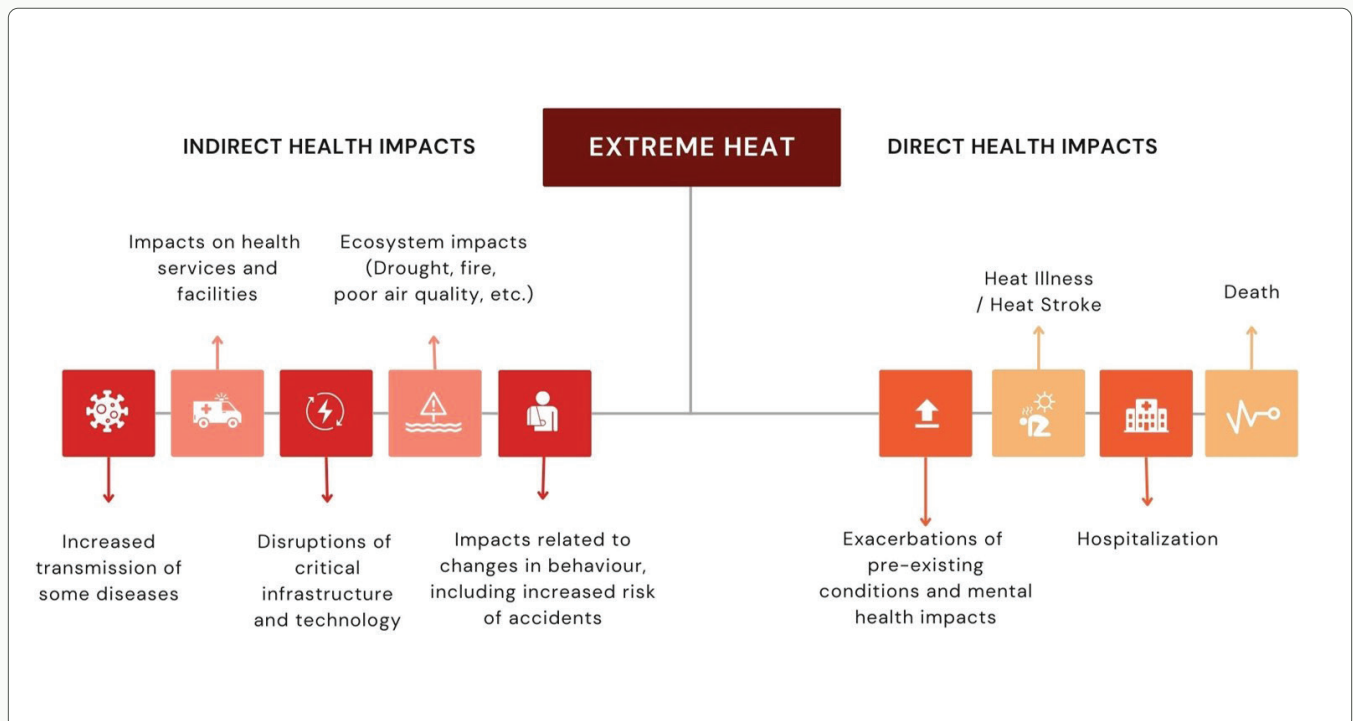 INDIRECT HEALTH IMPACTS
EXTREME HEAT
DIRECT HEALTH IMPACTS
Impacts on health
services and
facilities
Ecosystem impacts
(Drought, fire,
poor air quality, etc.)
Heat Illness
/ Heat Stroke
Death
Increased
transmission of
some diseases
Disruptions of
critical
infrastructure
and technology
Impacts related to
changes in behaviour,
including increased risk
of accidents
Exacerbations of
pre-existing
conditions and mental
health impacts
Hospitalization